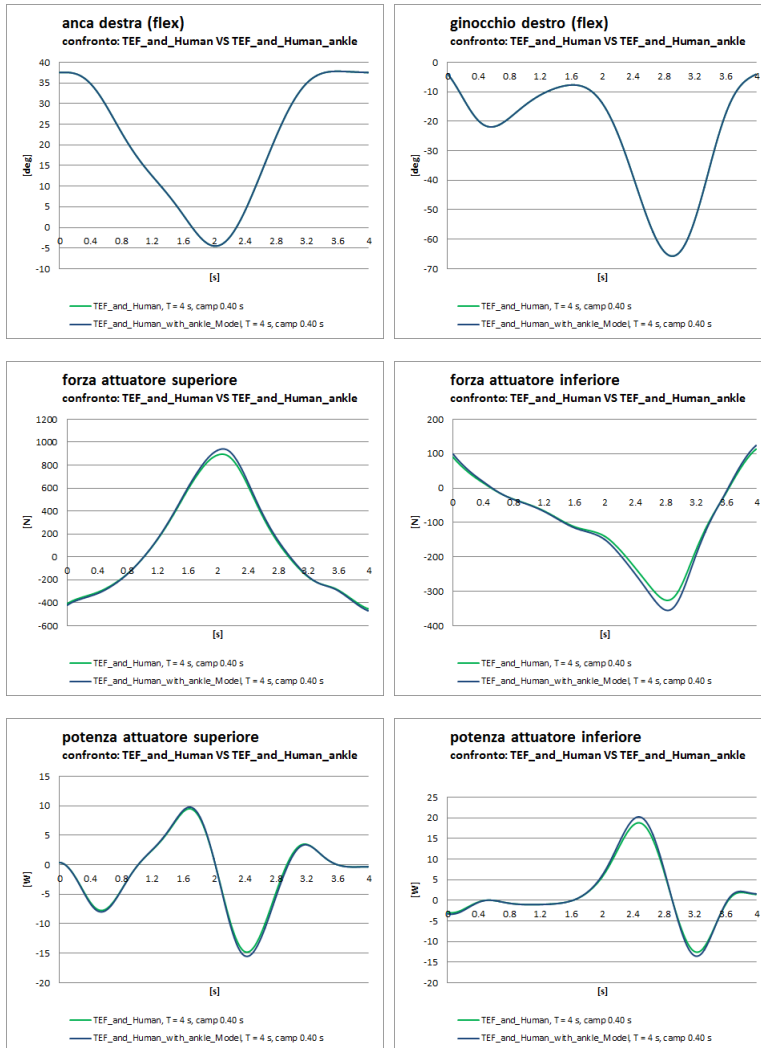 anca destra (flex)
confronto: TEF_and_Human VS TEF_and_Human_ankle
40
35
30
25
20
15
10
5
0
-5
-10
[deg]
0 0.4 0.8 1.2 1.6 2 2.4 2.8 3.2 3.6 4
[s]
TEF_and_Human, T = 4 s, camp 0.40 s
TEF_and_Human_with_ankle_Model, T = 4 s, camp 0.40 s
ginocchio destro (flex)
confronto: TEF_and_Human VS TEF_and_Human_ankle
0
-10
-20
-30
-40
-50
-60
-70
[deg]
0 0.4 0.8 1.2 1.6 2 2.4 2.8 3.2 3.6 4
[s]
TEF_and_Human, T = 4 s, camp 0.40 s
TEF_and_Human_with_ankle_Model, T = 4 s, camp 0.40 s
forza attuatore superiore
confronto: TEF_and_Human VS TEF_and_Human_ankle
1200
1000
800
600
400
200
0
-200
-400
-600
[N]
0 0.4 0.8 1.2 1.6 2 2.4 2.8 3.2 3.6 4
[s]
TEF_and_Human, T = 4 s, camp 0.40 s
TEF_and_Human_with_ankle_Model, T = 4 s, camp 0.40 s
forza attuatore inferiore
confronto: TEF_and_Human VS TEF_and_Human_ankle
200
100
0
-100
-200
-300
-400
[N]
0 0.4 0.8 1.2 1.6 2 2.4 2.8 3.2 3.6 4
[s]
TEF_and_Human, T = 4 s, camp 0.40 s
TEF_and_Human_with_ankle_Model, T = 4 s, camp 0.40 s
potenza attuatore superiore
confronto: TEF_and_Human VS TEF_and_Human_ankle
15
10
5
0
-5
-10
-15
-20
[W]
0 0.4 0.8 1.2 1.6 2 2.4 2.8 3.2 3.6 4
[s]
TEF_and_Human, T = 4 s, camp 0.40 s
TEF_and_Human_with_ankle_Model, T = 4 s, camp 0.40 s
potenza attuatore inferiore
confronto: TEF_and_Human VS TEF_and_Human_ankle
25
20
15
10
5
0
-5
-10
-15
-20
[W]
0 0.4 0.8 1.2 1.6 2 2.4 2.8 3.2 3.6 4
[s]
TEF_and_Human, T = 4 s, camp 0.40 s
TEF_and_Human_with_ankle_Model, T = 4 s, camp 0.40 s